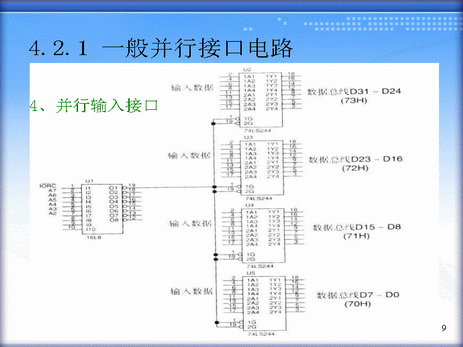 4.2.1 一般并行接口电路
4、并行输入接口
U2
输入数据
1A1 1Y1
1A2 1Y2
1A3 1Y3
1A4 1Y4
2A1 2Y1
2A2 2Y2
2A3 2Y3
2A4 2Y4
数据总线D31－D24
(73H)
1G
2G
74LS244
U3
输入数据
1A1 1Y1
1A2 1Y2
1A3 1Y3
1A4 1Y4
2A1 2Y1
2A2 2Y2
2A3 2Y3
2A4 2Y4
数据总线D23－D16
(72H)
1G
2G
74LS244
U1
IORC
A7
A6
A5
A4
A3
A2
I1 O1
I2 O2
I3 O3
I4 O4
I5 O5
I6 O6
I7 O7
I8 O8
I9
I10
16L8
U4
输入数据
1A1 1Y1
1A2 1Y2
1A3 1Y3
1A4 1Y4
2A1 2Y1
2A2 2Y2
2A3 2Y3
2A4 2Y4
数据总线D15－D8
(71H)
1G
2G
74LS244
U5
输入数据
1A1 1Y1
1A2 1Y2
1A3 1Y3
1A4 1Y4
2A1 2Y1
2A2 2Y2
2A3 2Y3
2A4 2Y4
数据总线D7－D0
(70H)
1G
2G
74LS244
9